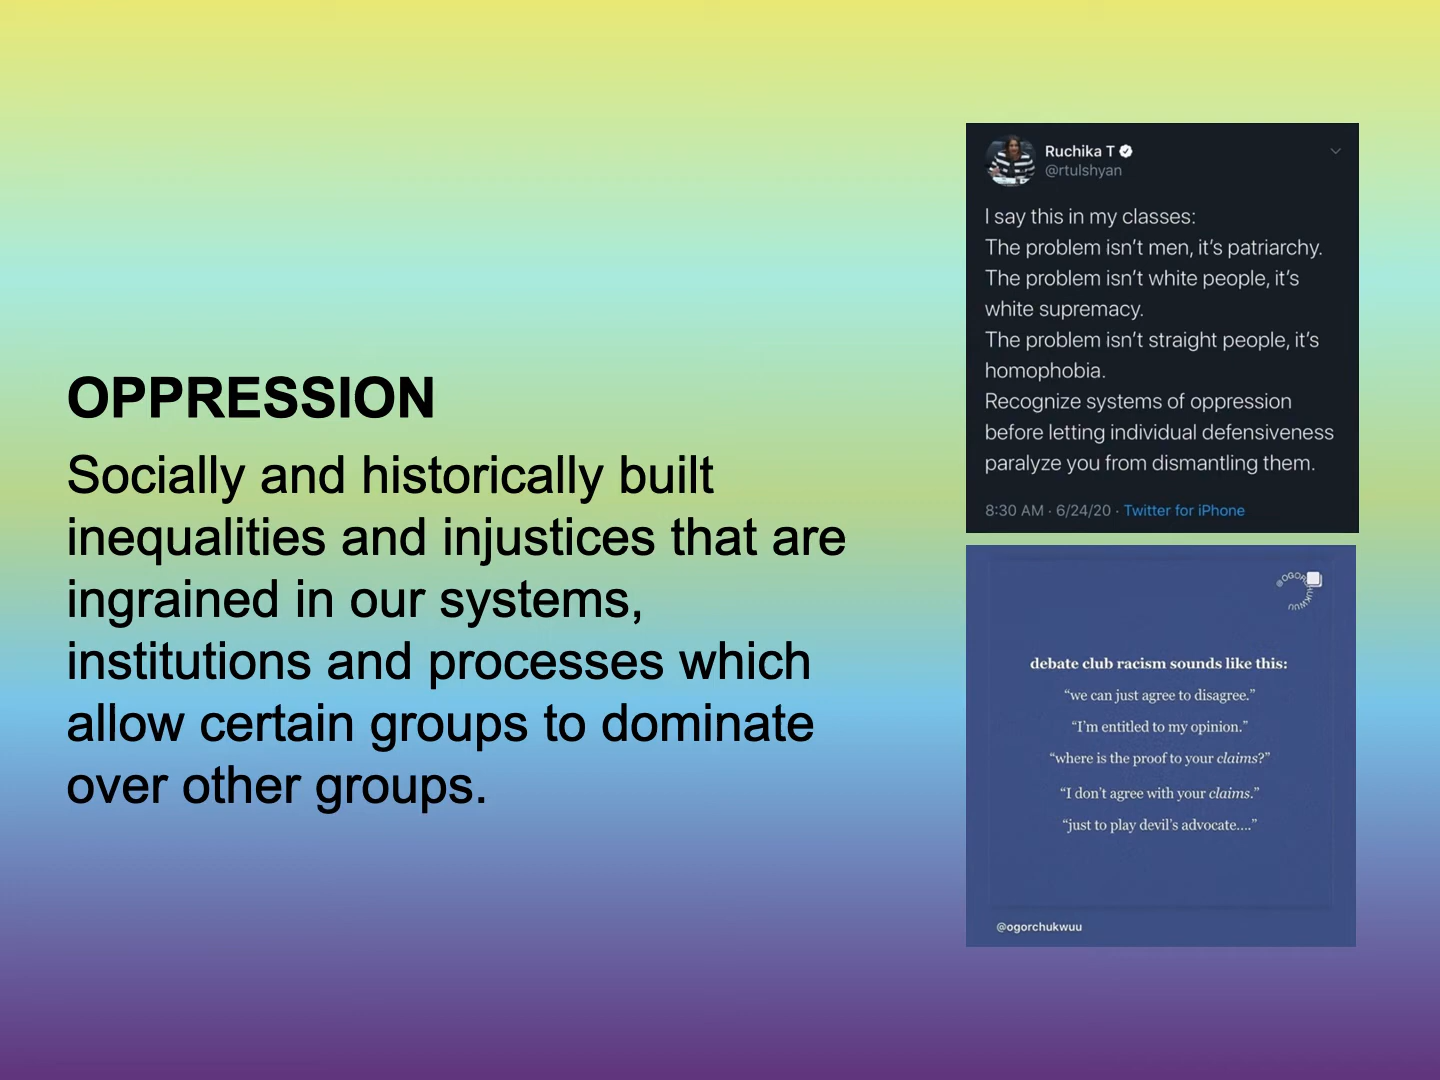 OPPRESSION
Socially and historically built
inequalities and injustices that are
ingrained in our systems,
institutions and processes which
allow certain groups to dominate
over other groups.
Ruchika T
@rtulshyan
I say this in my classes:
The problem isn’t men, it’s patriarchy.
The problem isn’t white people, it’s
white supremacy.
The problem isn’t straight people, it’s
homophobia.
Recognize systems of oppression
before letting individual defensiveness
paralyze you from dismantling them.
8:30 AM · 6/24/20 · Twitter for iPhone
debate club racism sounds like this:
“we can just agree to disagree.”
“I’m entitled to my opinion.”
“where is the proof to your claims?”
“I don’t agree with your claims.”
“just to play devil’s advocate....”
@ogorchukwuu